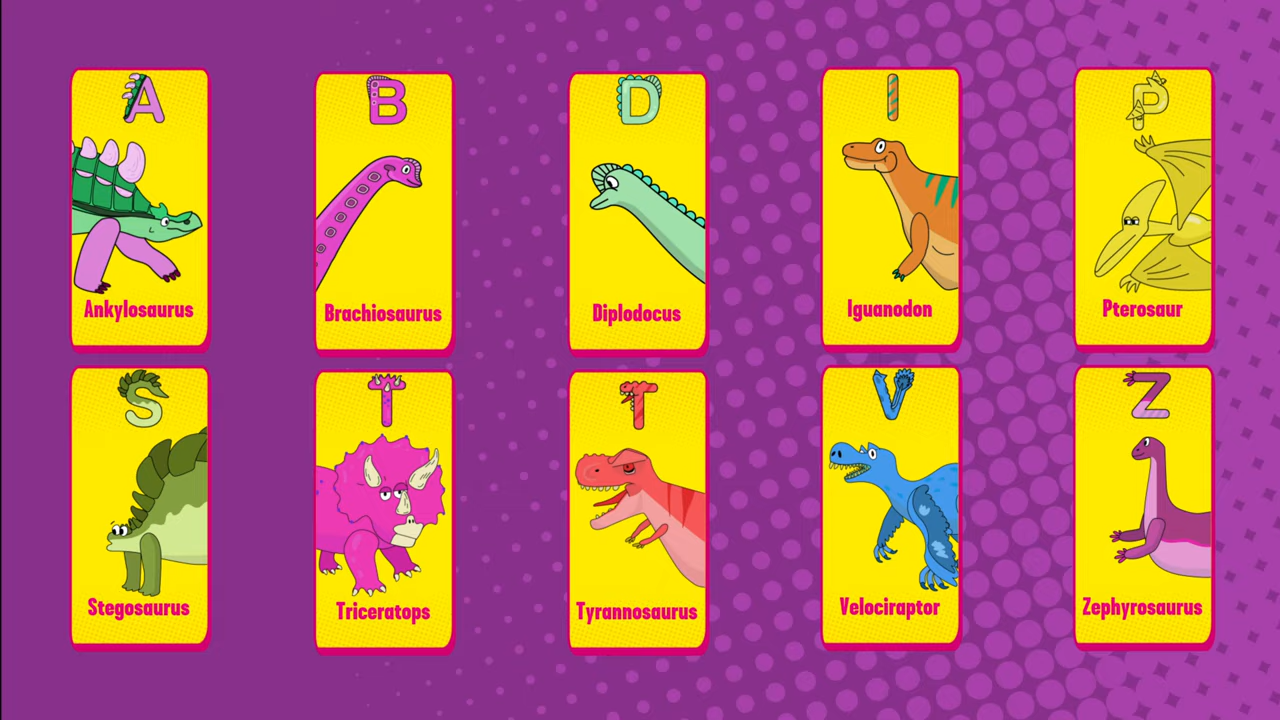 A
B
D
I
P
Ankylosaurus
Brachiosaurus
Diplodocus
Iguanodon
Pterosaur
S
T
T
V
Z
Stegosaurus
Triceratops
Tyrannosaurus
Velociraptor
Zephyrosaurus